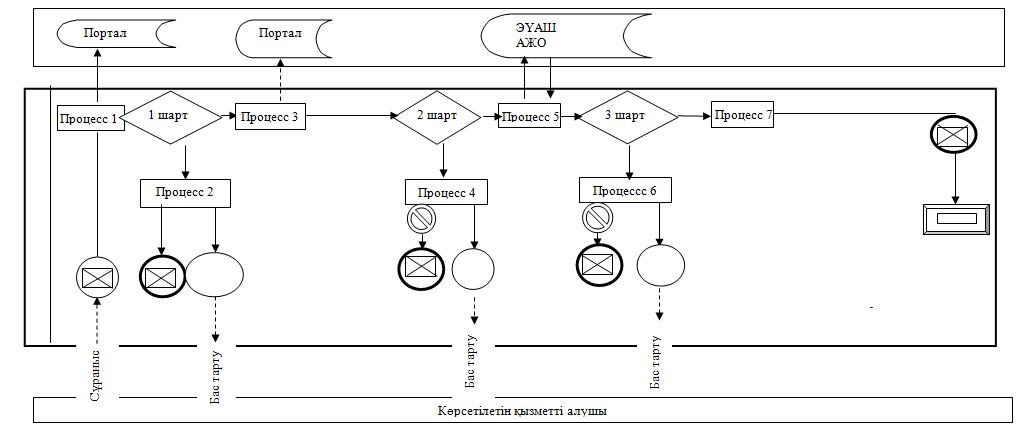 Портал
Портал
ЭҮАШ
АЖО
Процесс 1
1 шарт
Процесс 3
2 шарт
Процесс 5
3 шарт
Процесс 7
Процесс 2
Процесс 4
Процессс 6
Сұраныс
Бас тарту
Бас тарту
Бас тарту
Көрсетілетін қызметті алушы